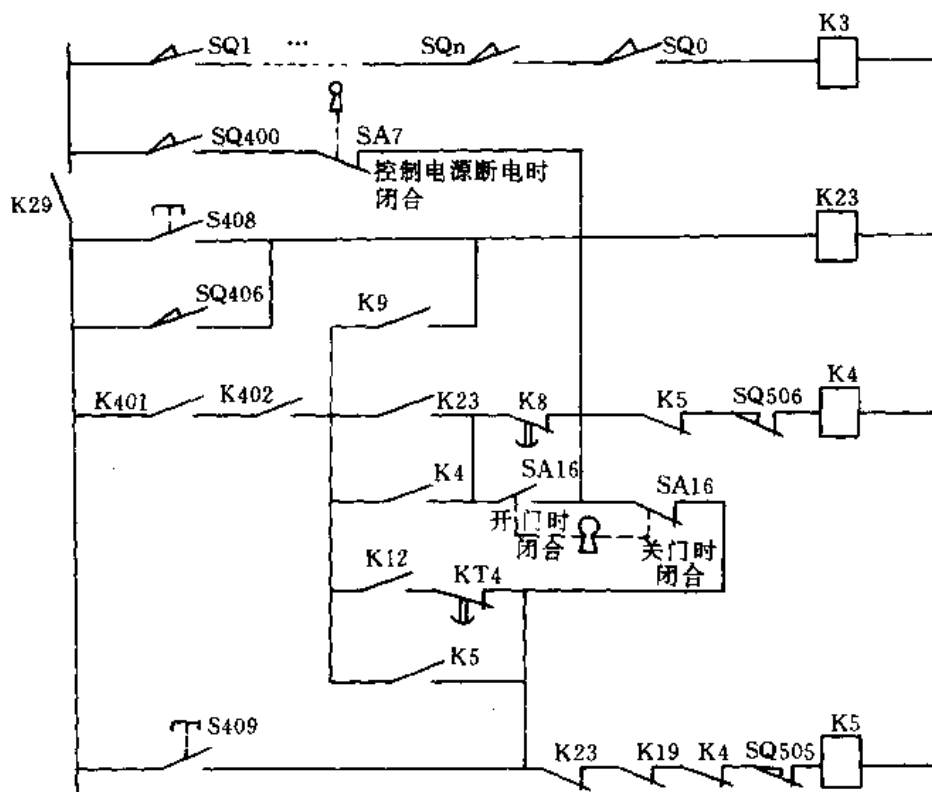 SQ1
...
SQn
SQ0
K3
SQ400
SA7
控制电源断电时
闭合
K29
S408
K23
SQ406
K9
K401
K402
K23
K8
K5
SQ506
K4
K4
SA16
SA16
开门时
闭合
关门时
闭合
K12
KT4
K5
S409
K23
K19
K4
SQ505
K5